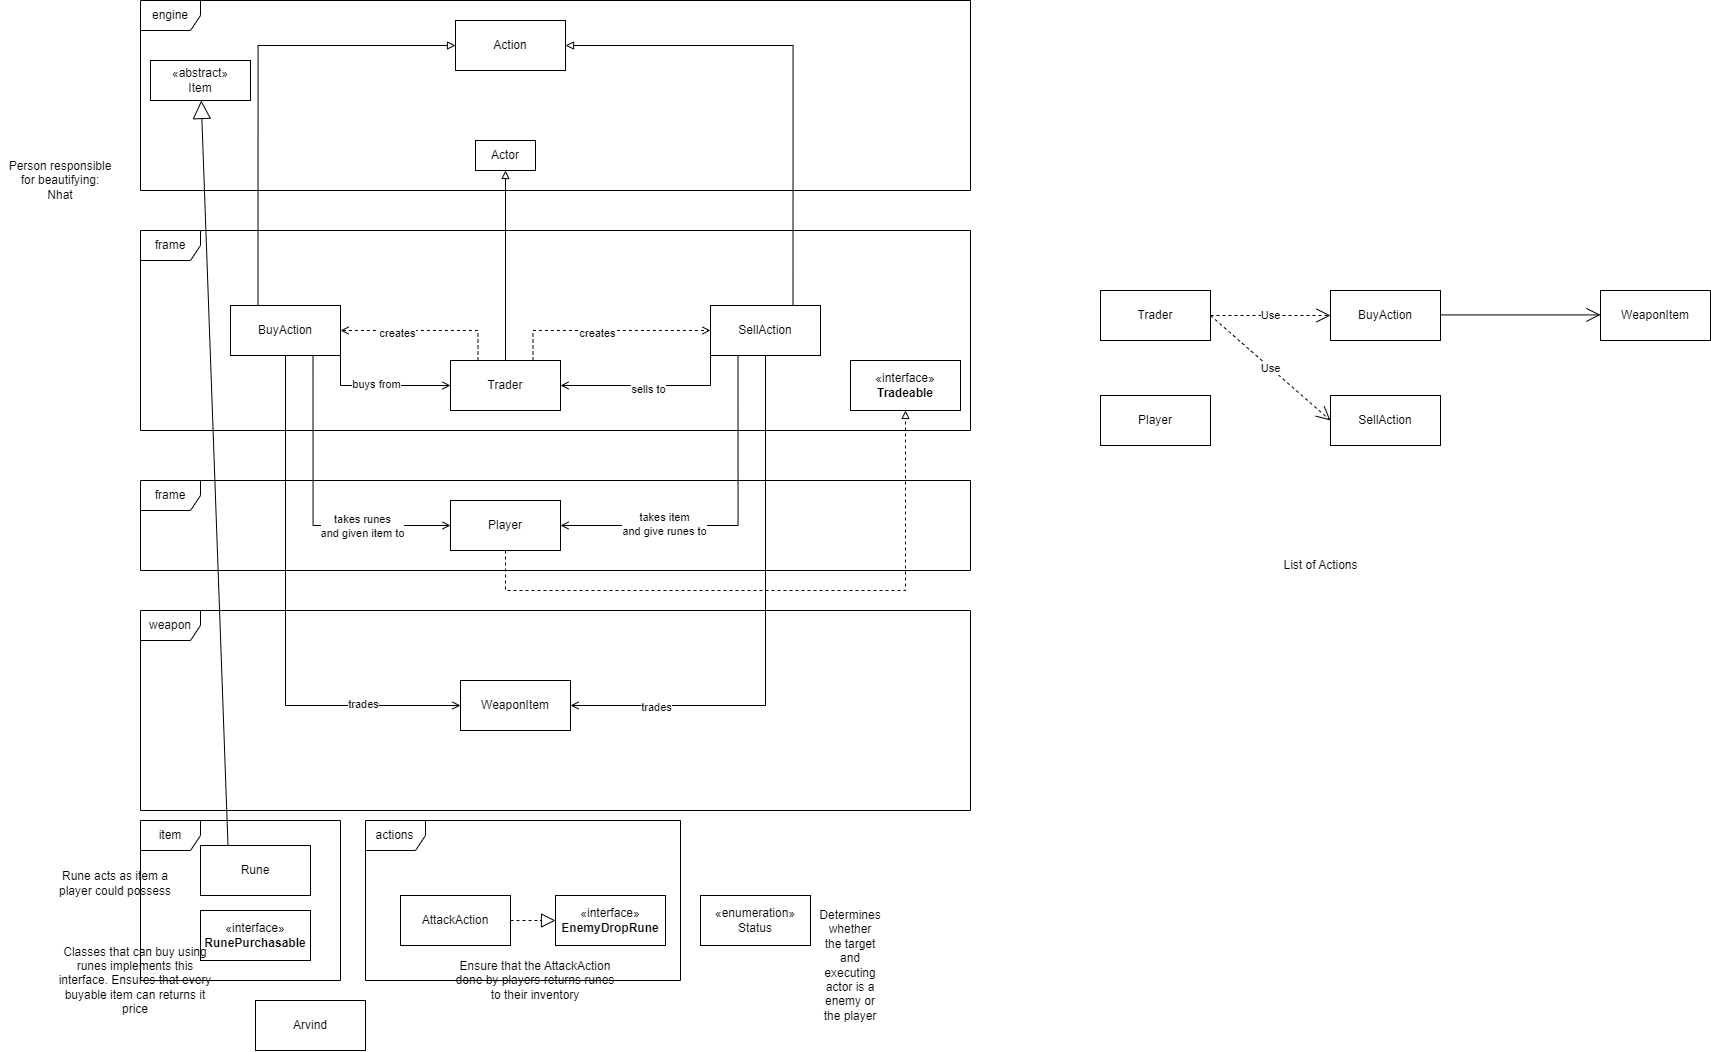 engine
Action
«abstract»
Item
Actor
Person responsible
for beautifying:
Nhat
frame
BuyAction
creates
creates
SellAction
buys from
Trader
sells to
«interface»
Tradeable
frame
takes runes
and given item to
Player
takes item
and give runes to
weapon
trades
WeaponItem
trades
item
Rune
Rune acts as item a
player could possess
«interface»
RunePurchasable
Classes that can buy using
runes implements this
interface. Ensures that every
buyable item can returns it
price
actions
AttackAction
«interface»
EnemyDropRune
Ensure that the AttackAction
done by players returns runes
to their inventory
«enumeration»
Status
Determines
whether
the target
and
executing
actor is a
enemy or
the player
Arvind
Trader
Use
BuyAction
WeaponItem
Use
Player
SellAction
List of Actions